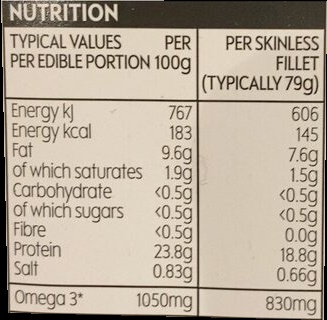 NUTRITION
TYPICAL VALUES PER PER SKINLESS
PER EDIBLE PORTION 100g FILLET
(TYPICALLY 79g)
Energy kJ 767 606
Energy kcal 183 145
Fat 9.6g 7.6g
of which saturates 1.9g 1.5g
Carbohydrate <0.5g <0.5g
of which sugars <0.5g <0.5g
Fibre <0.5g 0.0g
Protein 23.8g 18.8g
Salt 0.83g 0.66g
Omega 3* 1050mg 830mg